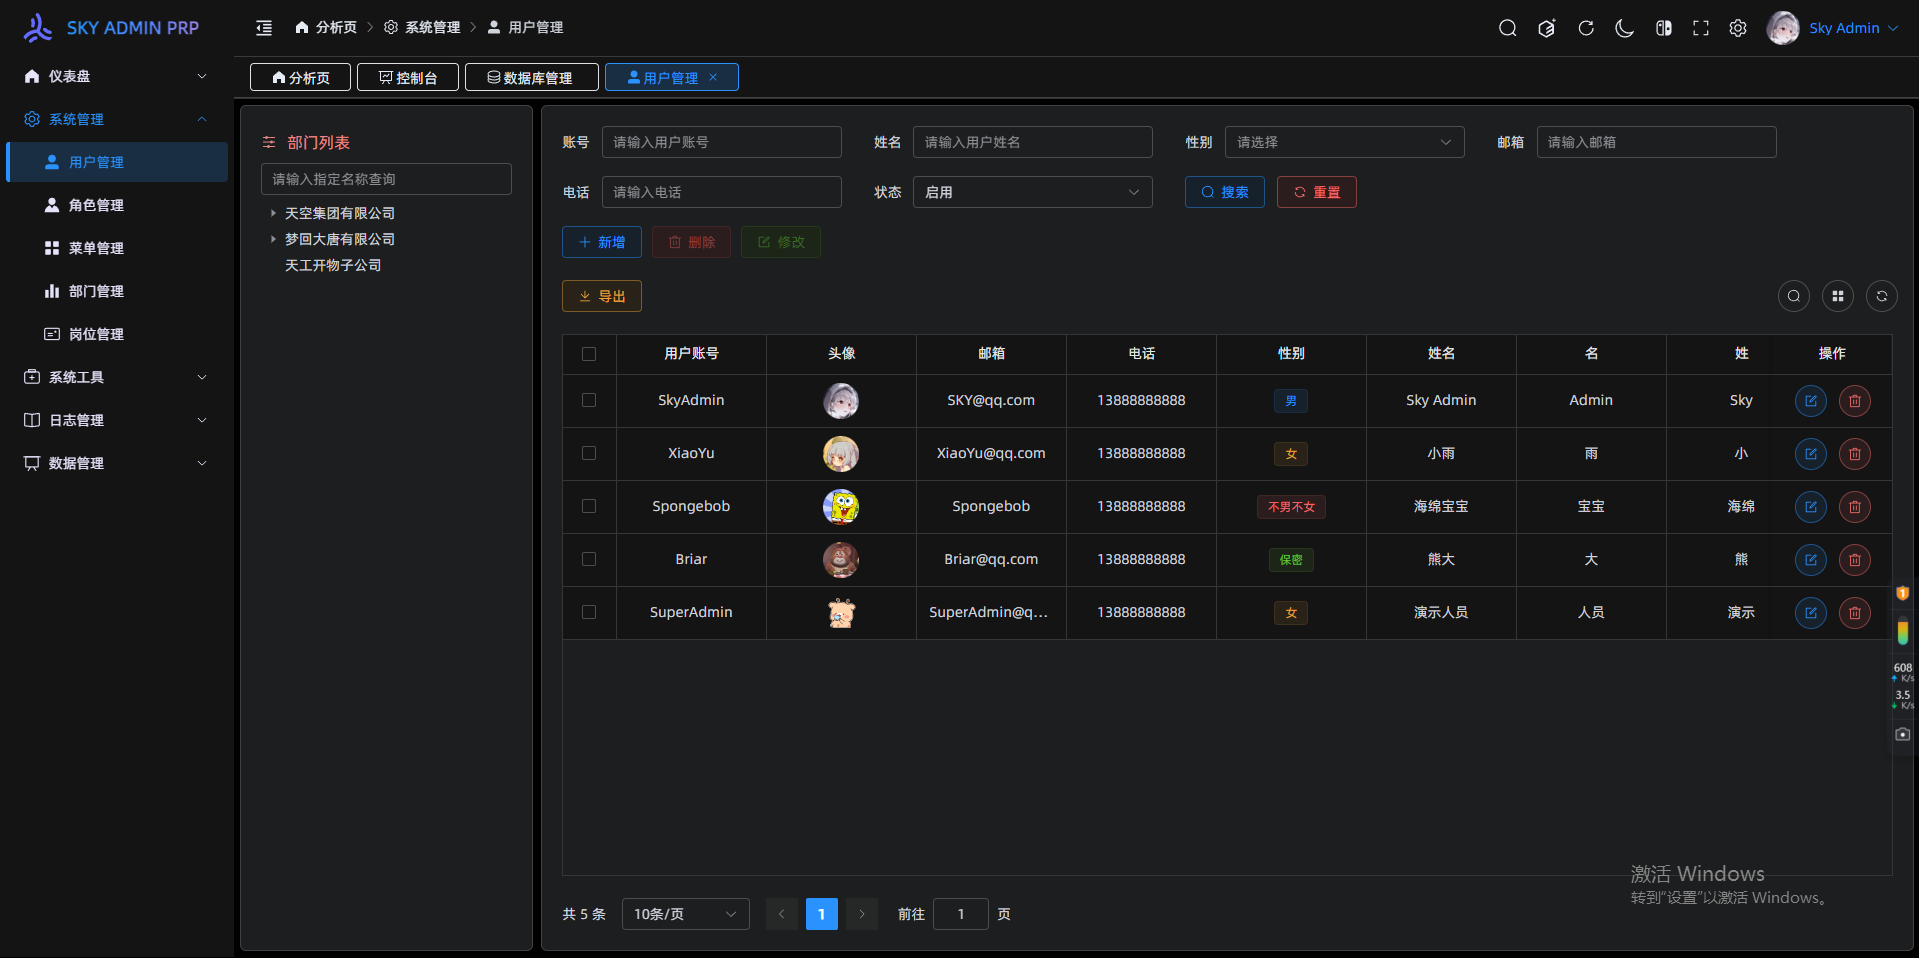 SKY ADMIN PRP
分析页
系统管理
用户管理
Sky Admin
仪表盘
系统管理
用户管理
角色管理
菜单管理
部门管理
岗位管理
系统工具
日志管理
数据管理
分析页
控制台
数据库管理
用户管理
部门列表
请输入指定名称查询
天空集团有限公司
梦回大唐有限公司
天工开物子公司
账号 请输入用户账号 姓名 请输入用户姓名 性别 请选择 邮箱 请输入邮箱
电话 请输入电话 状态 启用 搜索 重置
新增 删除 修改
导出
用户账号 头像 邮箱 电话 性别 姓名 名 姓 操作
SkyAdmin SKY@qq.com 13888888888 男 Sky Admin Admin Sky
XiaoYu XiaoYu@qq.com 13888888888 女 小雨 雨 小
Spongebob Spongebob 13888888888 不男不女 海绵宝宝 宝宝 海绵
Briar Briar@qq.com 13888888888 保密 熊大 大 熊
SuperAdmin SuperAdmin@q... 13888888888 女 演示人员 人员 演示
共 5 条 10条/页 1 前往 1 页
1
608
K/s
3.5
K/s
激活 Windows
转到"设置"以激活 Windows。